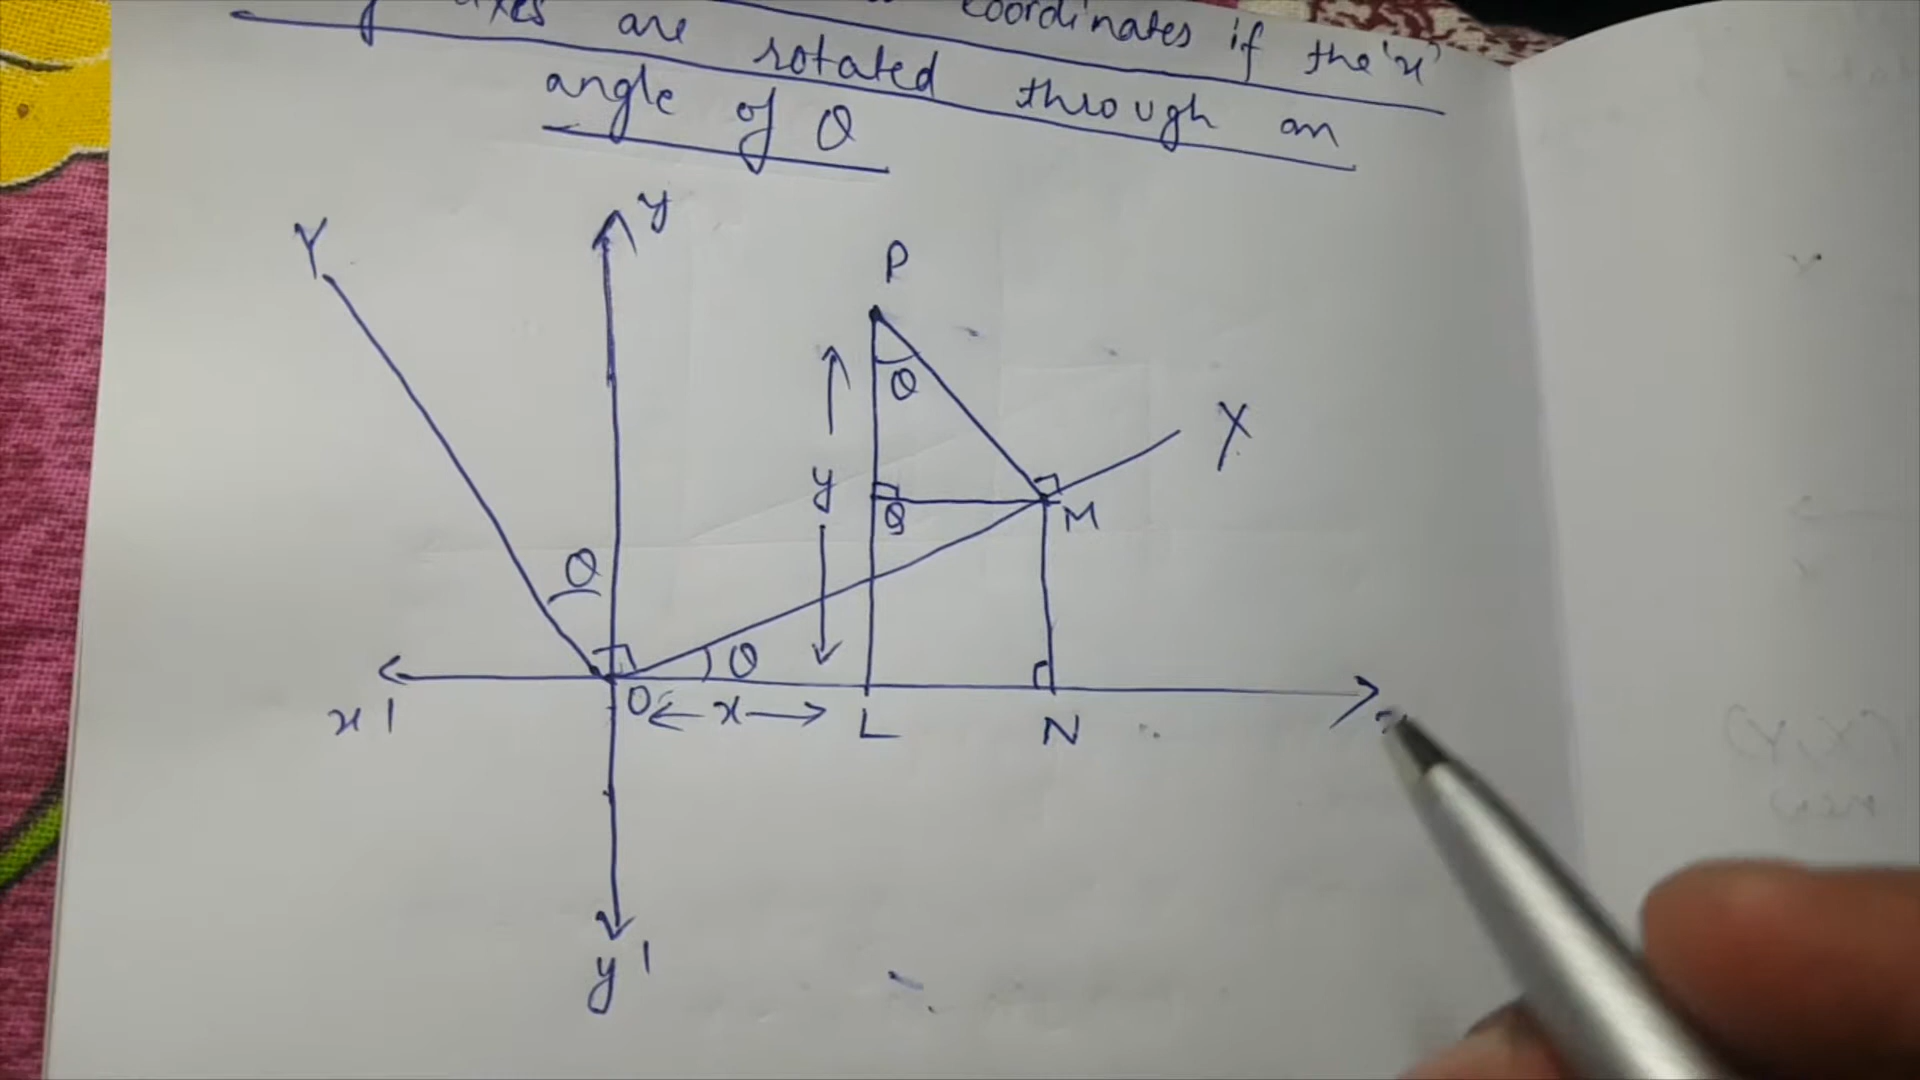 axes coordinates if the 'x'
are rotated through an
angle of θ
Y
y
P
θ
y
X
Q
M
θ
θ
O
x
L
N
x'
y'